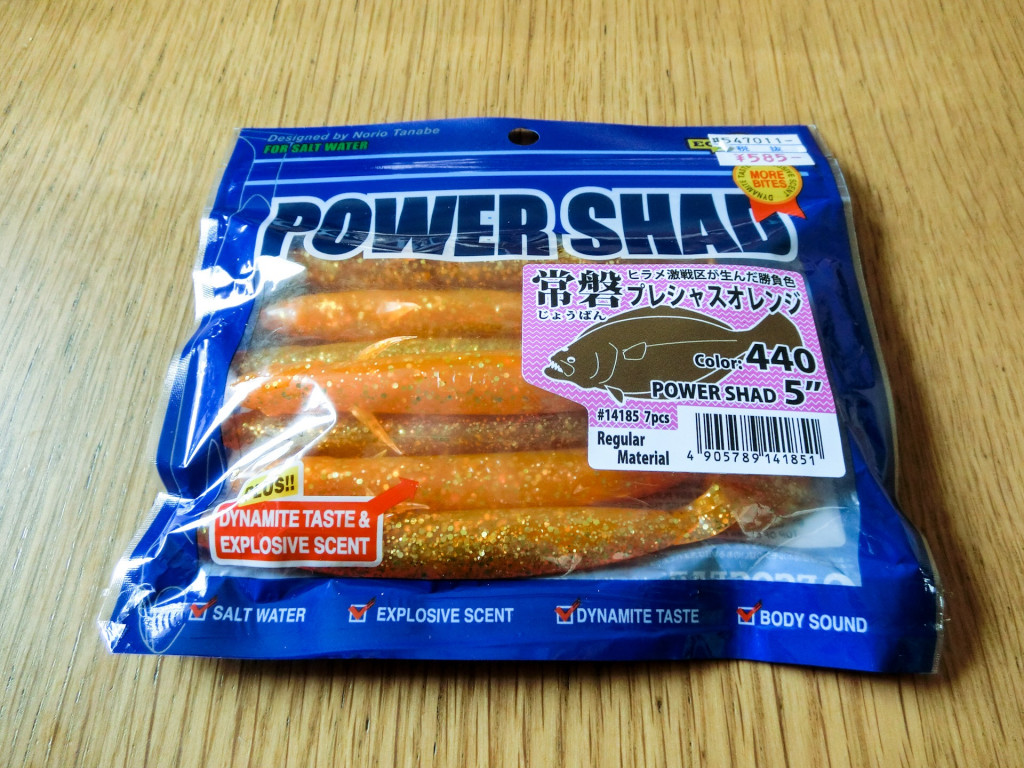 Designed by Norio Tanabe
FOR SALT WATER
547011-
税 抜
¥585-
MORE
BITES
POWER SHAD
ヒラメ激戦区が生んだ勝負色
常磐プレシャスオレンジ
じょうばん
Color: 440
POWER SHAD 5"
#14185 7pcs
Regular
Material
4 905789 141851
PLUS!!
DYNAMITE TASTE &
EXPLOSIVE SCENT
SALT WATER
EXPLOSIVE SCENT
DYNAMITE TASTE
BODY SOUND